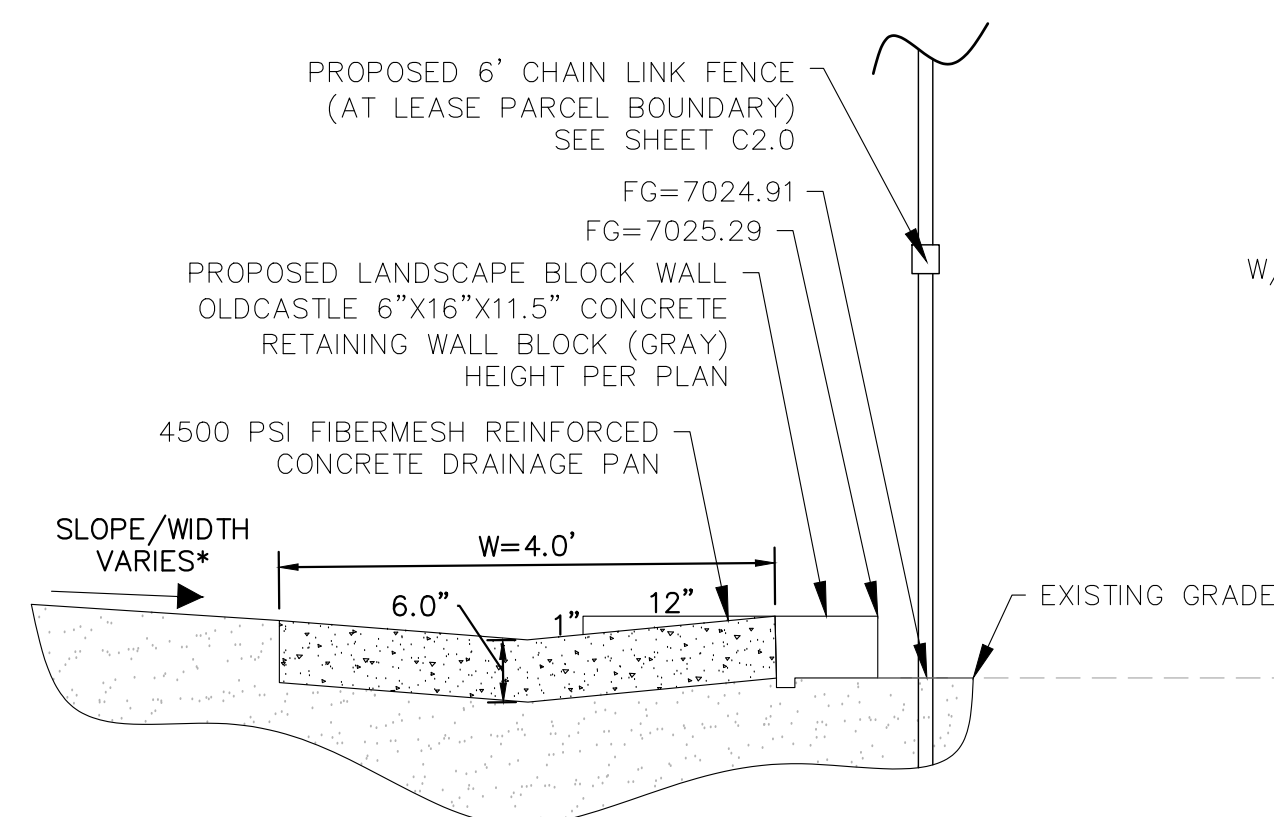 PROPOSED 6' CHAIN LINK FENCE
(AT LEASE PARCEL BOUNDARY)
SEE SHEET C2.0
FG=7024.91
FG=7025.29
W/
PROPOSED LANDSCAPE BLOCK WALL
OLDCASTLE 6"X16"X11.5" CONCRETE
RETAINING WALL BLOCK (GRAY)
HEIGHT PER PLAN
4500 PSI FIBERMESH REINFORCED
CONCRETE DRAINAGE PAN
SLOPE/WIDTH
VARIES*
W=4.0'
6.0"
1"
12"
EXISTING GRADE